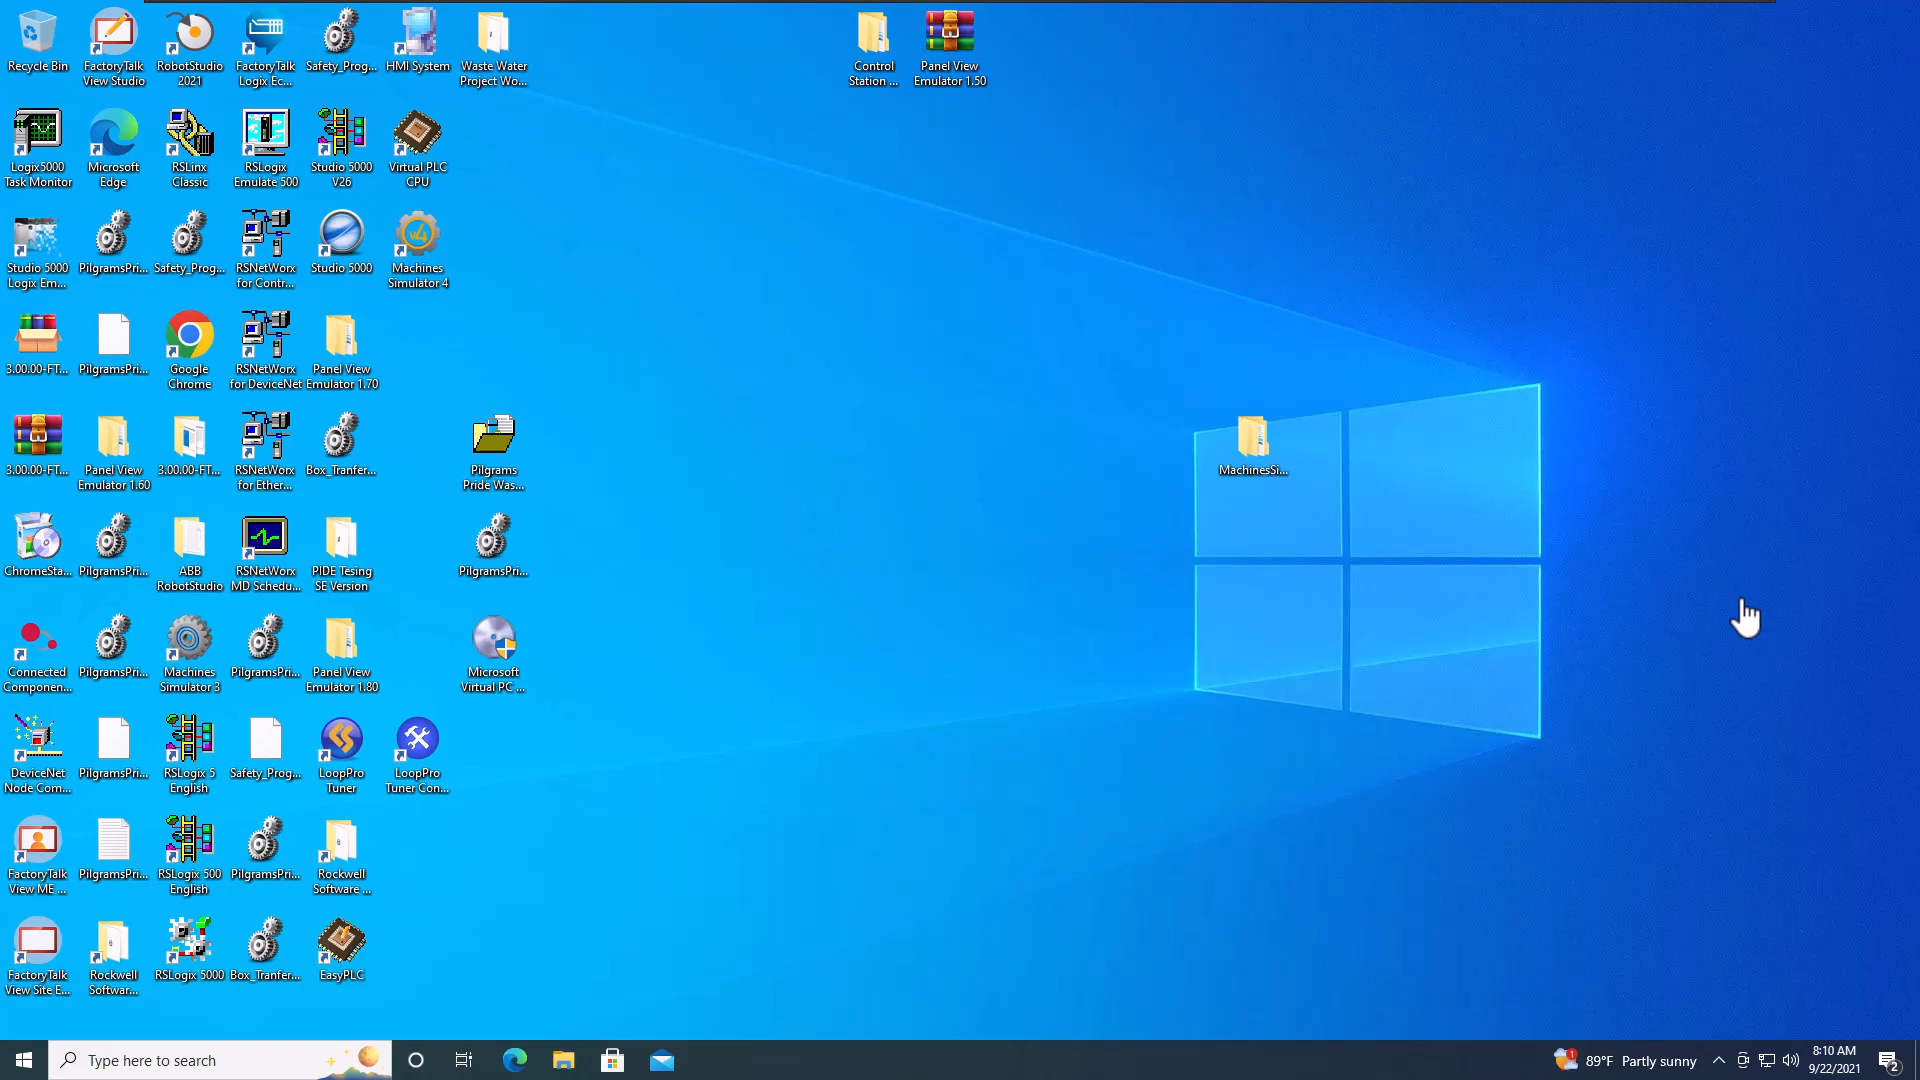 Recycle Bin
FactoryTalk
View Studio
RobotStudio
2021
FactoryTalk
Logix Ec...
Safety_Prog...
HMI System
Waste Water
Project Wo...
Control
Station ...
Panel View
Emulator 1.50
Logix5000
Task Monitor
Microsoft
Edge
RSLinx
Classic
RSLogix
Emulate 500
Studio 5000
V26
Virtual PLC
CPU
Studio 5000
Logix Em...
PilgramsPri...
Safety_Prog...
RSNetWorx
for Contr...
Studio 5000
V4
Machines
Simulator 4
3.00.00-FT...
PilgramsPri...
Google
Chrome
RSNetWorx
for DeviceNet
Panel View
Emulator 1.70
3.00.00-FT...
Panel View
Emulator 1.60
3.00.00-FT...
RSNetWorx
for Ether...
Box_Tranfer...
Pilgrams
Pride Was...
MachinesSi...
ChromeSta...
PilgramsPri...
ABB
RobotStudio
RSNetWorx
MD Schedu...
PIDE Tesing
SE Version
PilgramsPri...
Connected
Componen...
PilgramsPri...
Machines
Simulator 3
PilgramsPri...
Panel View
Emulator 1.80
Microsoft
Virtual PC ...
DeviceNet
Node Com...
PilgramsPri...
RSLogix 5
English
Safety_Prog...
LoopPro
Tuner
LoopPro
Tuner Con...
FactoryTalk
View ME ...
PilgramsPri...
RSLogix 500
English
PilgramsPri...
Rockwell
Software ...
FactoryTalk
View Site E...
Rockwell
Softwar...
RSLogix 5000
Box_Tranfer...
EasyPLC
Type here to search
1
89°F Partly sunny
8:10 AM
9/22/2021
2